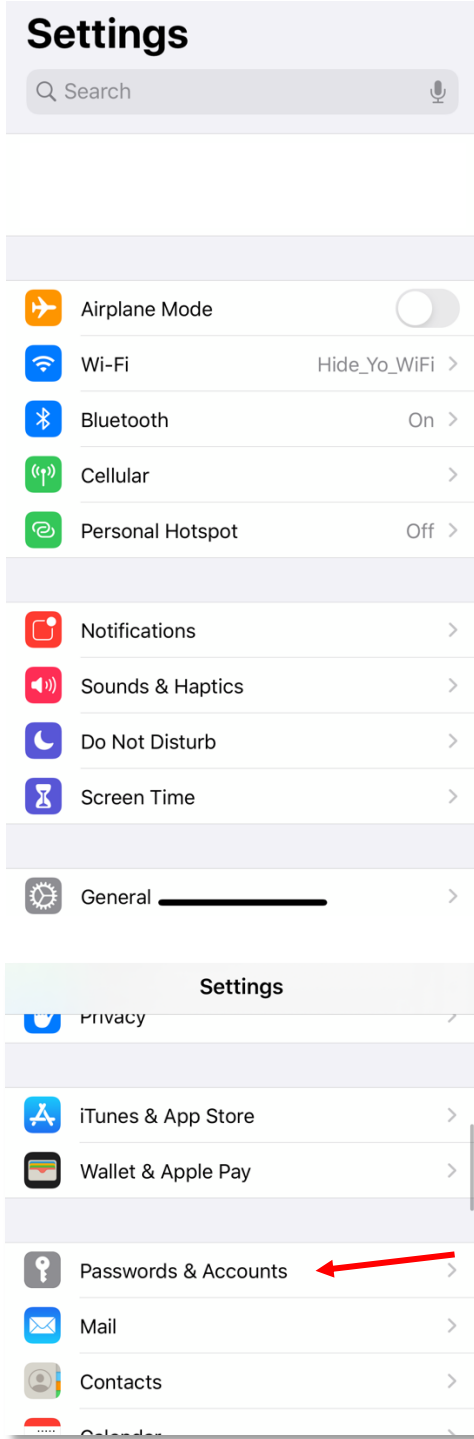 Settings
Search
Airplane Mode
Wi-Fi Hide_Yo_WiFi
Bluetooth On
Cellular
Personal Hotspot Off
Notifications
Sounds & Haptics
Do Not Disturb
Screen Time
General
Settings
Privacy
iTunes & App Store
Wallet & Apple Pay
Passwords & Accounts
Mail
Contacts
Calendar